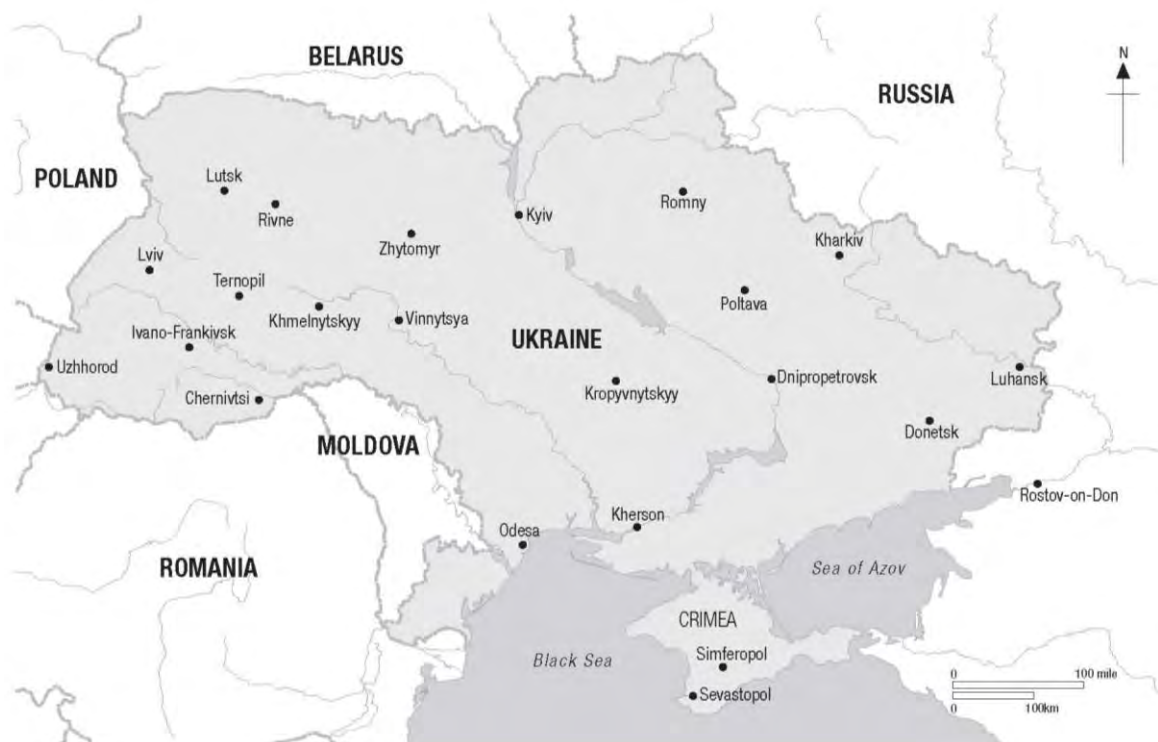 BELARUS
N
RUSSIA
POLAND
Lutsk
Rivne
Kyiv
Romny
Zhytomyr
Kharkiv
Lviv
Ternopil
Khmelnytskyy
Vinnytsya
Poltava
Ivano-Frankivsk
UKRAINE
Uzhhorod
Chernivtsi
Kropyvnytskyy
Dnipropetrovsk
Luhansk
Donetsk
MOLDOVA
Rostov-on-Don
Kherson
Odesa
ROMANIA
Sea of Azov
CRIMEA
Black Sea
Simferopol
Sevastopol
0 100 mile
0 100km